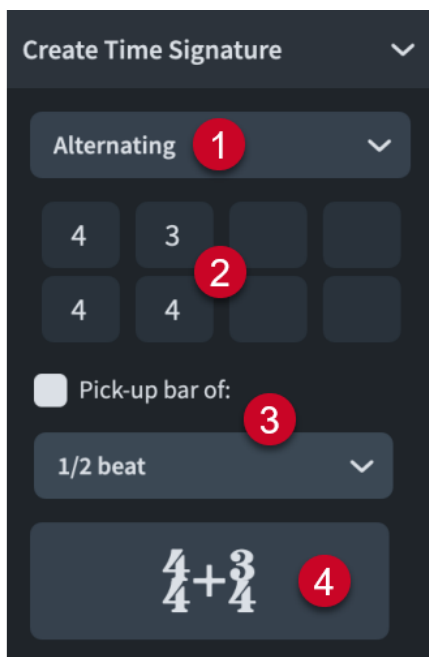 Create Time Signature
Alternating 1
4 3
2
4 4
Pick-up bar of:
3
1/2 beat
4/4+3/4 4